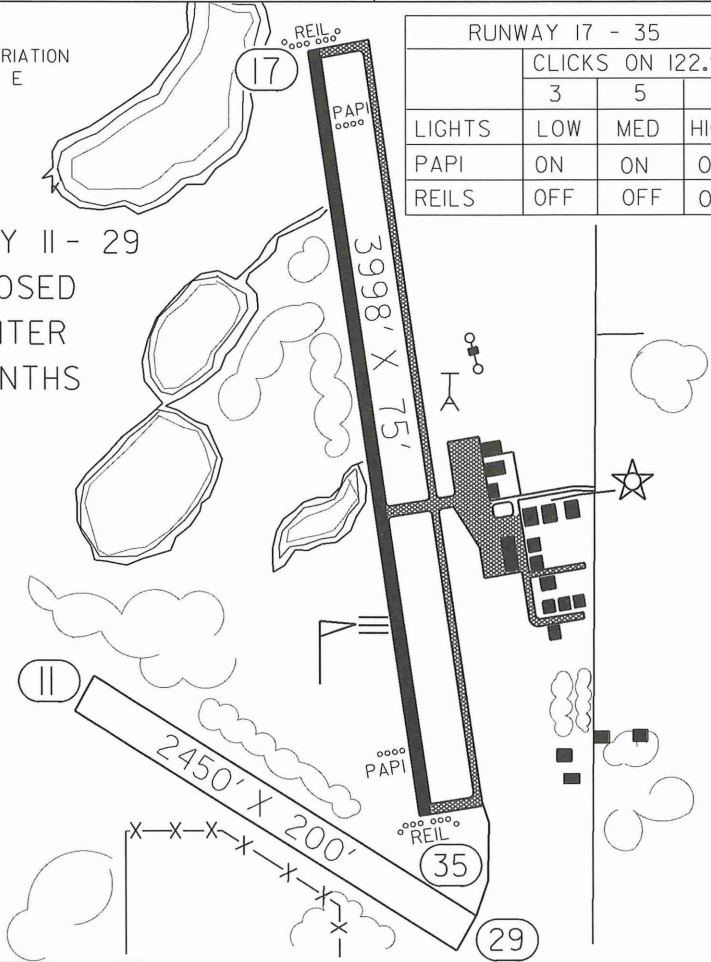 RIATION
E
REIL
17
PAPI
RUNWAY 17 - 35
CLICKS ON 122.
3 5
LIGHTS LOW MED
PAPI ON ON
REILS OFF OFF
Y 11 - 29
OSED
TER
NTHS
3998' X 75'
11
2450' X 200'
PAPI
REIL
35
29